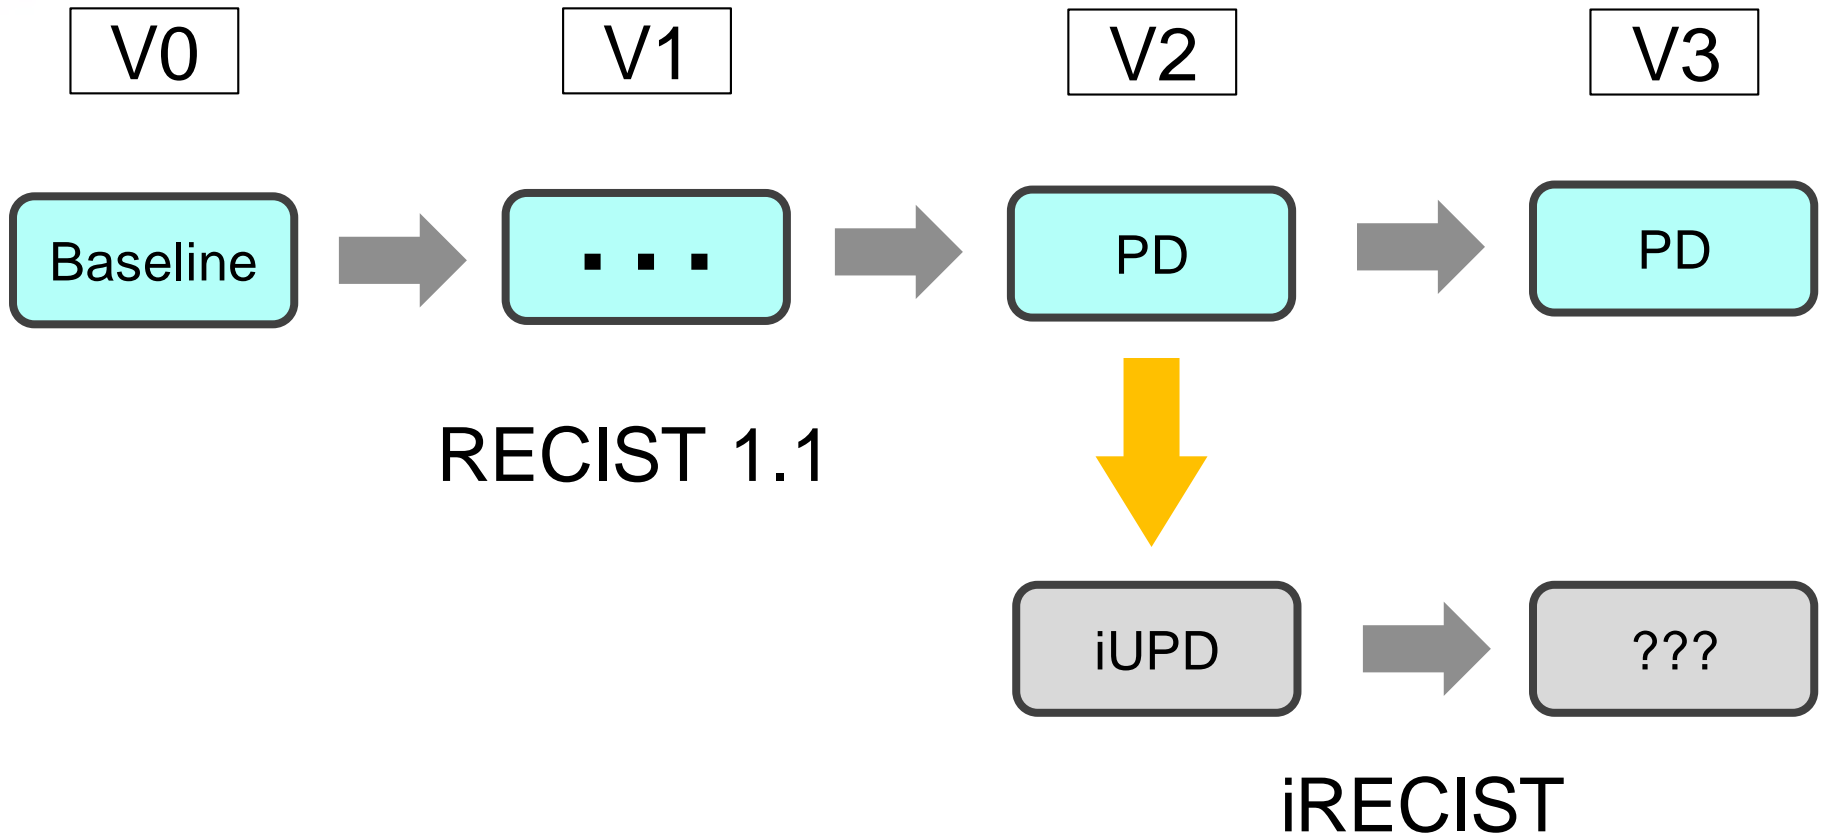 V0 V1 V2 V3
Baseline ... PD PD
RECIST 1.1
iUPD ???
iRECIST